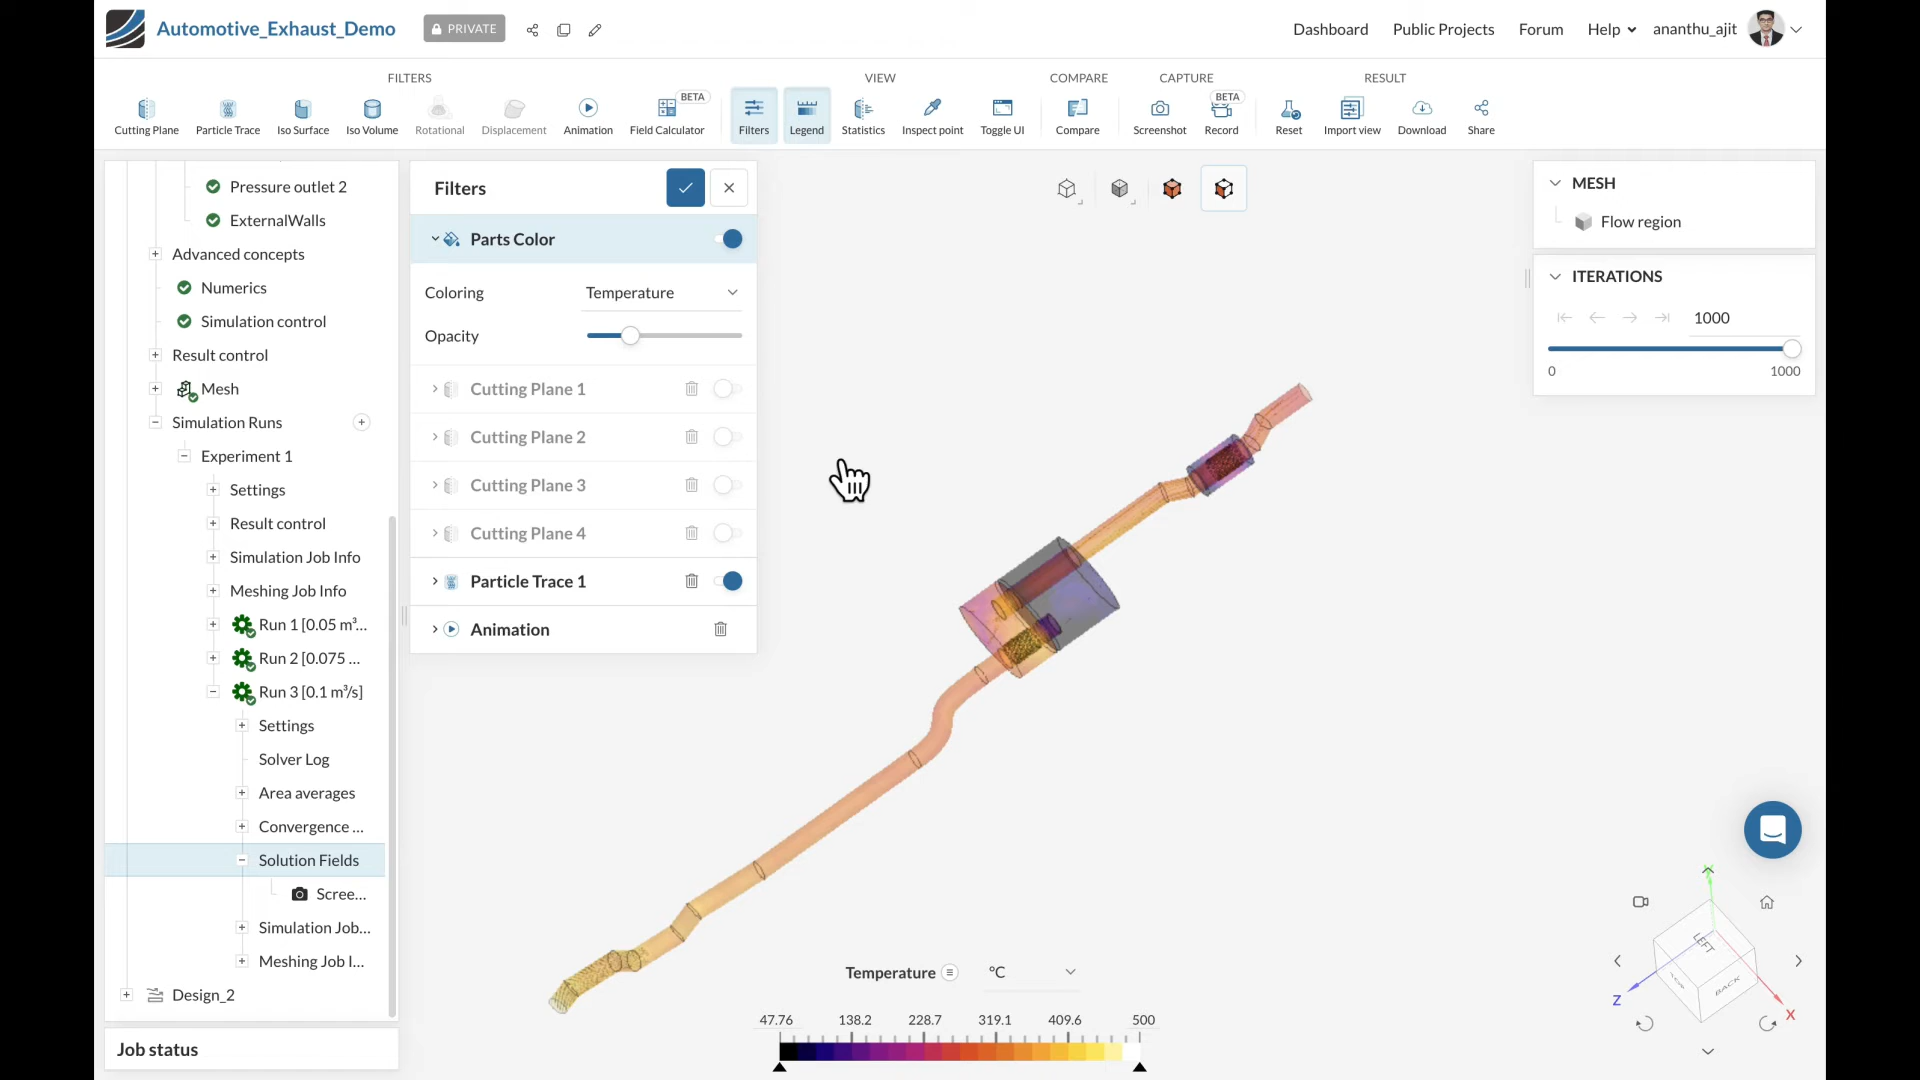 Automotive_Exhaust_Demo
PRIVATE
Dashboard
Public Projects
Forum
Help
ananthu_ajit
FILTERS
VIEW
COMPARE
CAPTURE
RESULT
BETA
BETA
Cutting Plane
Particle Trace
Iso Surface
Iso Volume
Rotational
Displacement
Animation
Field Calculator
Filters
Legend
Statistics
Inspect point
Toggle UI
Compare
Screenshot
Record
Reset
Import view
Download
Share
Pressure outlet 2
ExternalWalls
Advanced concepts
Numerics
Simulation control
Result control
Mesh
Simulation Runs
Experiment 1
Settings
Result control
Simulation Job Info
Meshing Job Info
Run 1 [0.05 m³...
Run 2 [0.075 ...
Run 3 [0.1 m³/s]
Settings
Solver Log
Area averages
Convergence ...
Solution Fields
Scree...
Simulation Job...
Meshing Job I...
Design_2
Job status
Filters
Parts Color
Coloring
Temperature
Opacity
Cutting Plane 1
Cutting Plane 2
Cutting Plane 3
Cutting Plane 4
Particle Trace 1
Animation
MESH
Flow region
ITERATIONS
1000
0
1000
Temperature
°C
47.76
138.2
228.7
319.1
409.6
500
Y
LEFT
TOP
BACK
Z
X